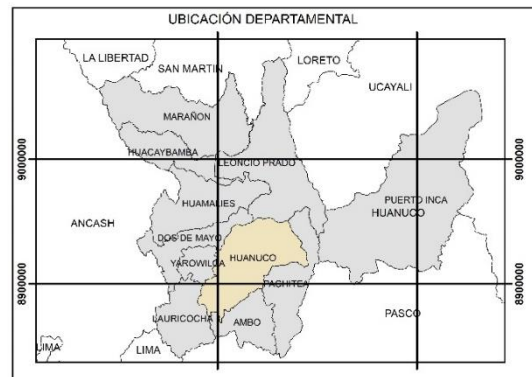 UBICACIÓN DEPARTAMENTAL
LA LIBERTAD
SAN MARTIN
LORETO
UCAYALI
MARAÑON
HUACAYBAMBA
LEONCIO PRADO
9000000
9000000
HUAMALIES
PUERTO INCA
HUANUCO
ANCASH
DOS DE MAYO
YAROWILCA
HUANUCO
PACHITEA
8900000
8900000
LAURICOCHA
AMBO
PASCO
LIMA
LIMA